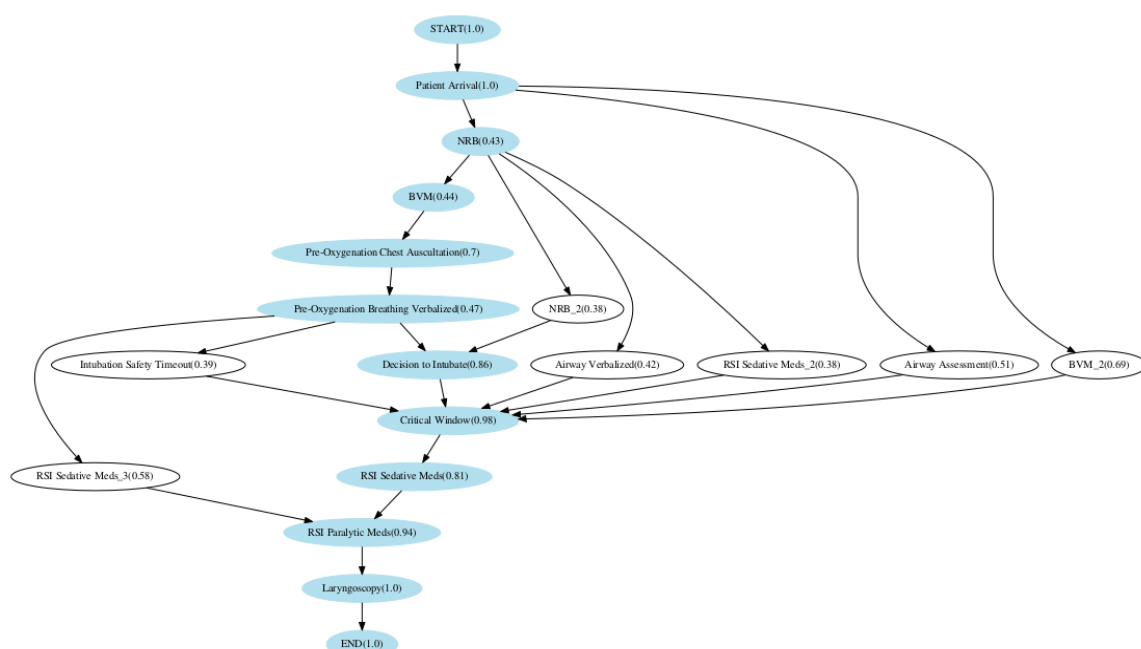 START(1.0)
Patient Arrival(1.0)
NRB(0.43)
BVM(0.44)
Pre-Oxygenation Chest Auscultation(0.7)
Pre-Oxygenation Breathing Verbalized(0.47)
NRB_2(0.38)
Intubation Safety Timeout(0.39)
Decision to Intubate(0.86)
Airway Verbalized(0.42)
RSI Sedative Meds_2(0.38)
Airway Assessment(0.51)
BVM_2(0.69)
Critical Window(0.98)
RSI Sedative Meds_3(0.58)
RSI Sedative Meds(0.81)
RSI Paralytic Meds(0.94)
Laryngoscopy(1.0)
END(1.0)